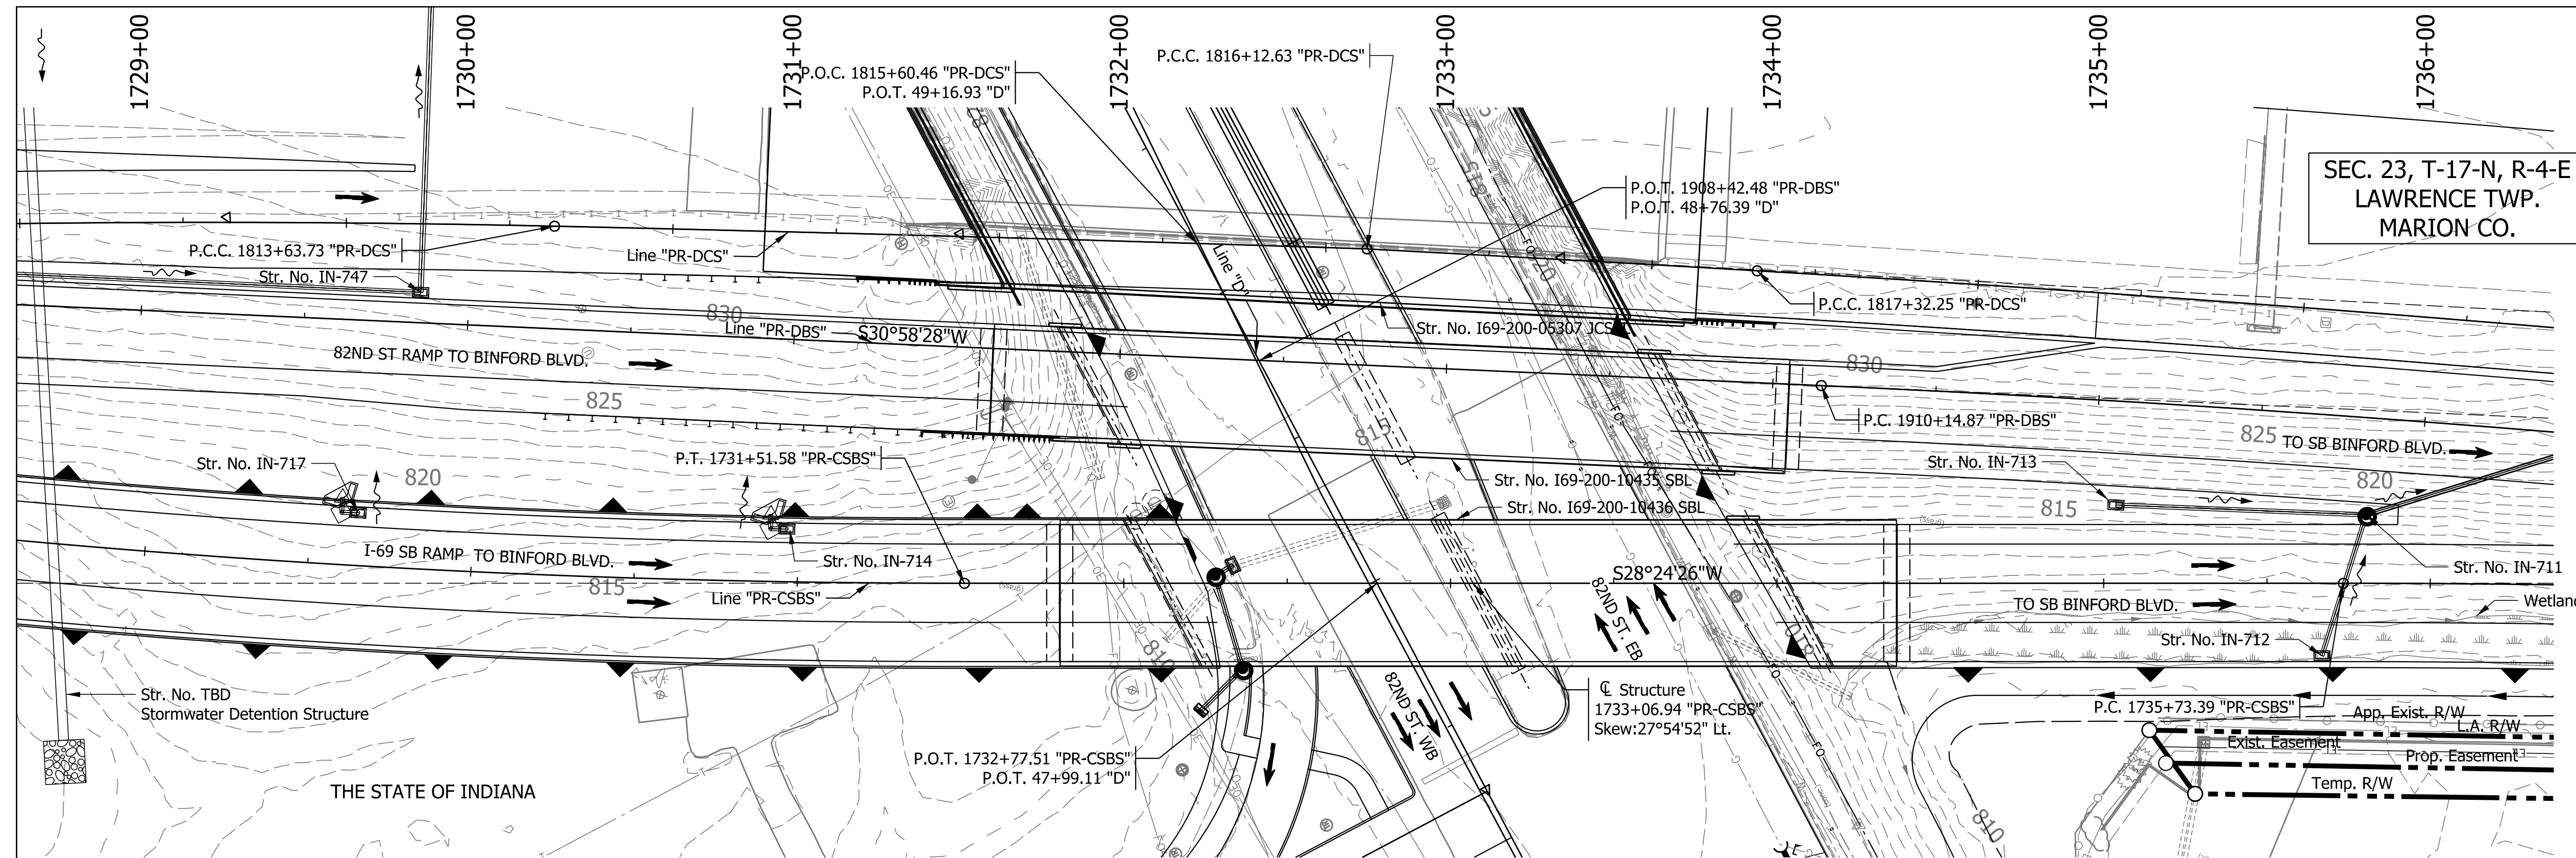 1729+00
1730+00
1731+00
1732+00
1733+00
1734+00
1735+00
1736+00
P.O.C. 1815+60.46 "PR-DCS"
P.O.T. 49+16.93 "D"
P.C.C. 1816+12.63 "PR-DCS"
P.O.T. 1908+42.48 "PR-DBS"
P.O.T. 48+76.39 "D"
SEC. 23, T-17-N, R-4-E
LAWRENCE TWP.
MARION CO.
P.C.C. 1813+63.73 "PR-DCS"
Line "PR-DCS"
Line "D"
Str. No. IN-747
P.C.C. 1817+32.25 "PR-DCS"
820
815
830
Line "PR-DBS"
S30°58'28"W
Str. No. I69-200-05307 JCS
82ND ST RAMP TO BINFORD BLVD.
830
825
815
P.C. 1910+14.87 "PR-DBS"
825
TO SB BINFORD BLVD.
Str. No. IN-717
820
P.T. 1731+51.58 "PR-CSBS"
Str. No. I69-200-10435 SBL
Str. No. I69-200-10436 SBL
Str. No. IN-713
820
815
(grass)
I-69 SB RAMP TO BINFORD BLVD.
Str. No. IN-714
815
Line "PR-CSBS"
(grass)
S28°24'26"W
82ND ST. EB
Str. No. IN-711
TO SB BINFORD BLVD.
Wetland
Str. No. IN-712
810
810
Str. No. TBD
Stormwater Detention Structure
82ND ST. WB
℄ Structure
1733+06.94 "PR-CSBS"
Skew:27°54'52" Lt.
P.C. 1735+73.39 "PR-CSBS"
App. Exist. R/W
L.A. R/W
Exist. Easement
Prop. Easement
Temp. R/W
P.O.T. 1732+77.51 "PR-CSBS"
P.O.T. 47+99.11 "D"
THE STATE OF INDIANA
810
FO
FO
FO
FO